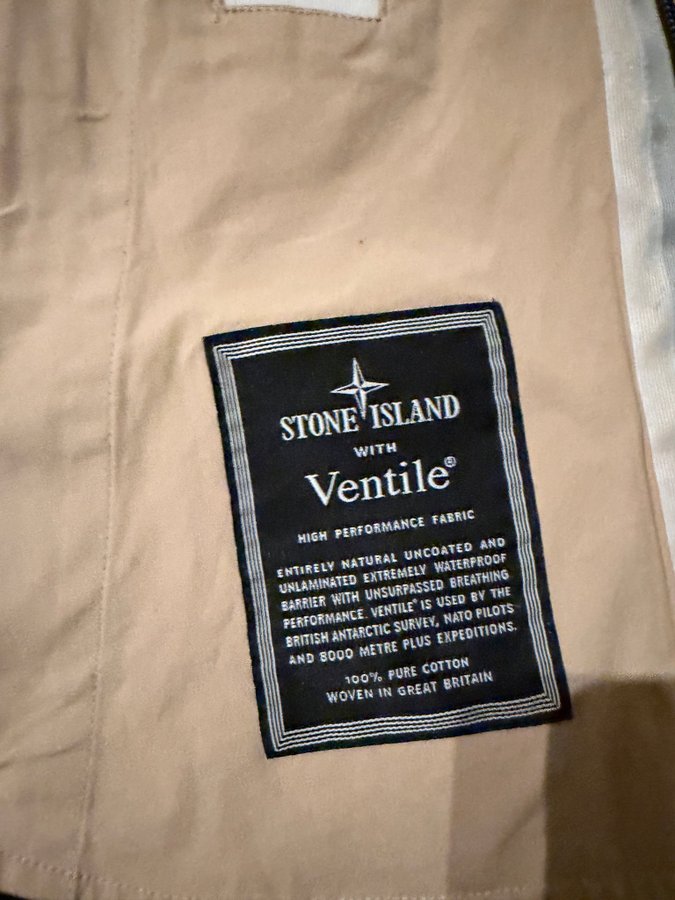 STONE ISLAND
WITH
Ventile®
HIGH PERFORMANCE FABRIC
ENTIRELY NATURAL UNCOATED AND
UNLAMINATED EXTREMELY WATERPROOF
BARRIER WITH UNSURPASSED BREATHING
PERFORMANCE. VENTILE® IS USED BY THE
BRITISH ANTARCTIC SURVEY, NATO PILOTS
AND 8000 METRE PLUS EXPEDITIONS.
100% PURE COTTON
WOVEN IN GREAT BRITAIN